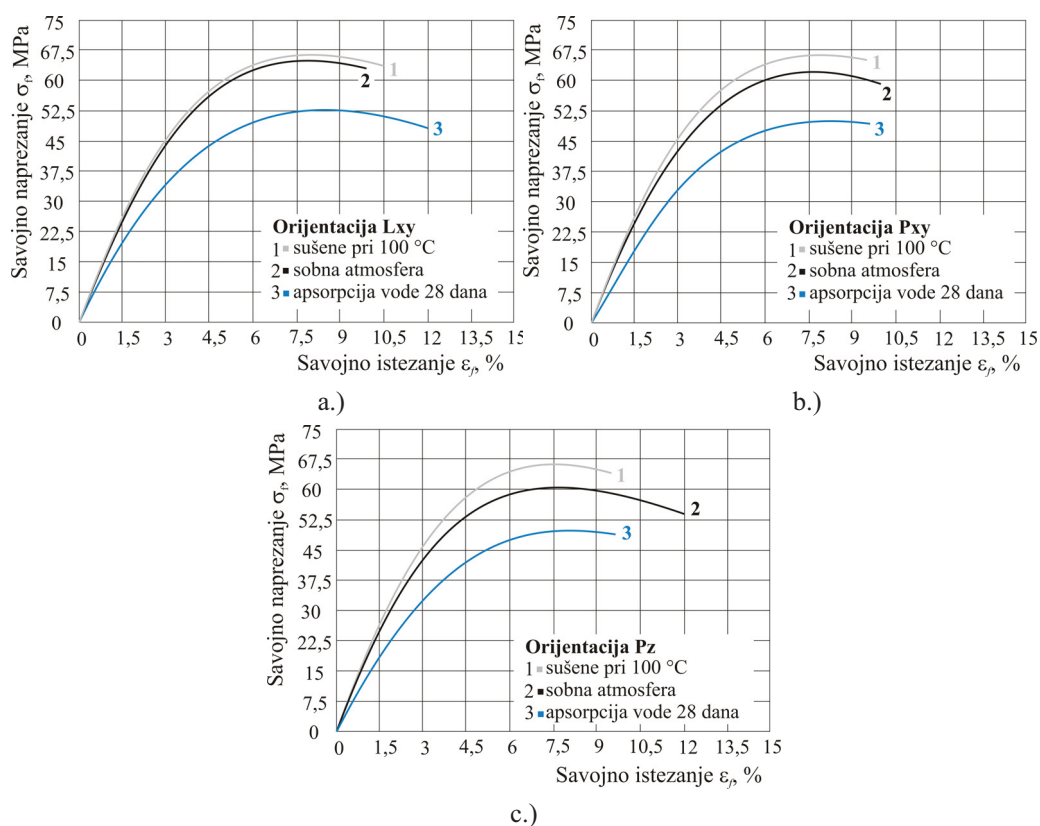 Savojno naprezanje σf, MPa
75
67,5
60
52,5
45
37,5
30
22,5
15
7,5
0
1
2
3
Orijentacija Lxy
1 sušene pri 100 °C
2 sobna atmosfera
3 apsorpcija vode 28 dana
0 1,5 3 4,5 6 7,5 9 10,5 12 13,5 15
Savojno istezanje εf, %
a.)
Savojno naprezanje σf, MPa
75
67,5
60
52,5
45
37,5
30
22,5
15
7,5
0
1
2
3
Orijentacija Pxy
1 sušene pri 100 °C
2 sobna atmosfera
3 apsorpcija vode 28 dana
0 1,5 3 4,5 6 7,5 9 10,5 12 13,5 15
Savojno istezanje εf, %
b.)
Savojno naprezanje σf, MPa
75
67,5
60
52,5
45
37,5
30
22,5
15
7,5
0
1
2
3
Orijentacija Pz
1 sušene pri 100 °C
2 sobna atmosfera
3 apsorpcija vode 28 dana
0 1,5 3 4,5 6 7,5 9 10,5 12 13,5 15
Savojno istezanje εf, %
c.)